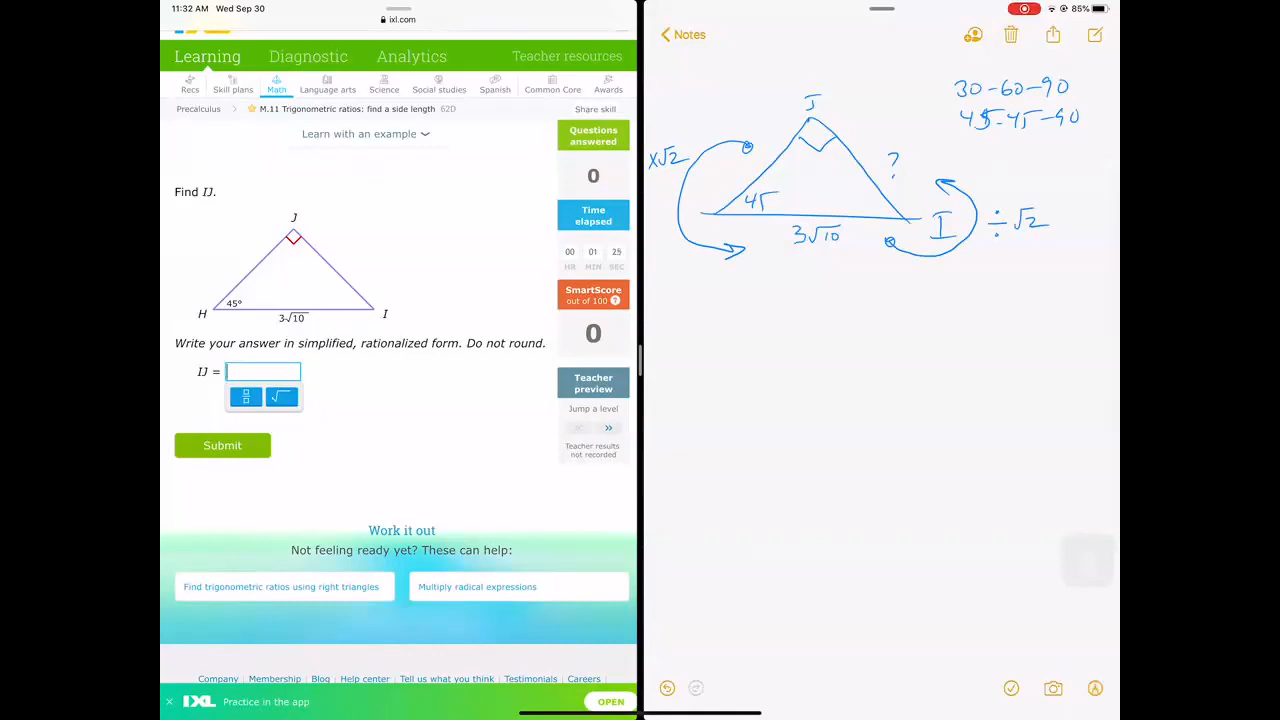 11:32 AM Wed Sep 30
ixl.com
Learning Diagnostic Analytics Teacher resources
Recs Skill plans Math Language arts Science Social studies Spanish Common Core Awards
Precalculus > M.11 Trigonometric ratios: find a side length 62D
Share skill
Learn with an example
Find IJ.
J
H
45°
3√10
I
Write your answer in simplified, rationalized form. Do not round.
IJ =
√
Submit
Questions answered
0
Time elapsed
00 01 25
HR MIN SEC
SmartScore
out of 100 ?
0
Teacher preview
Jump a level
<< >>
Teacher results not recorded
Work it out
Not feeling ready yet? These can help:
Find trigonometric ratios using right triangles
Multiply radical expressions
Company Membership Blog Help center Tell us what you think Testimonials Careers
× IXL Practice in the app OPEN
85%
Notes
30-60-90
45-45-90
J
×√2
?
45
3√10
I
÷√2